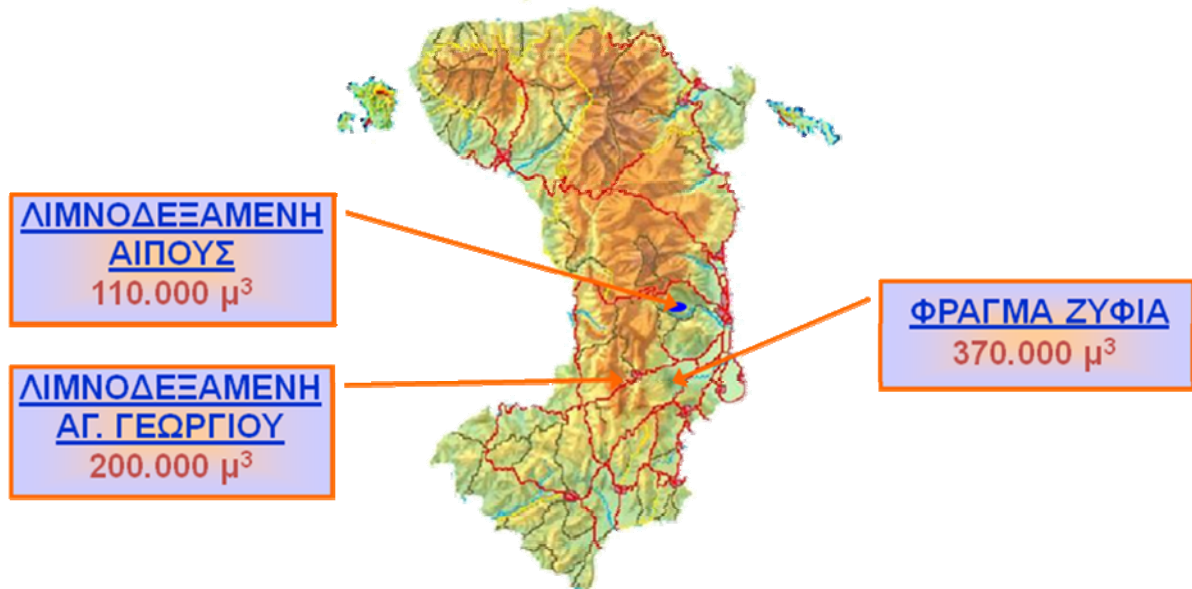 ΛΙΜΝΟΔΕΞΑΜΕΝΗ
ΑΙΠΟΥΣ
110.000 μ³
ΛΙΜΝΟΔΕΞΑΜΕΝΗ
ΑΓ. ΓΕΩΡΓΙΟΥ
200.000 μ³
ΦΡΑΓΜΑ ΖΥΦΙΑ
370.000 μ³